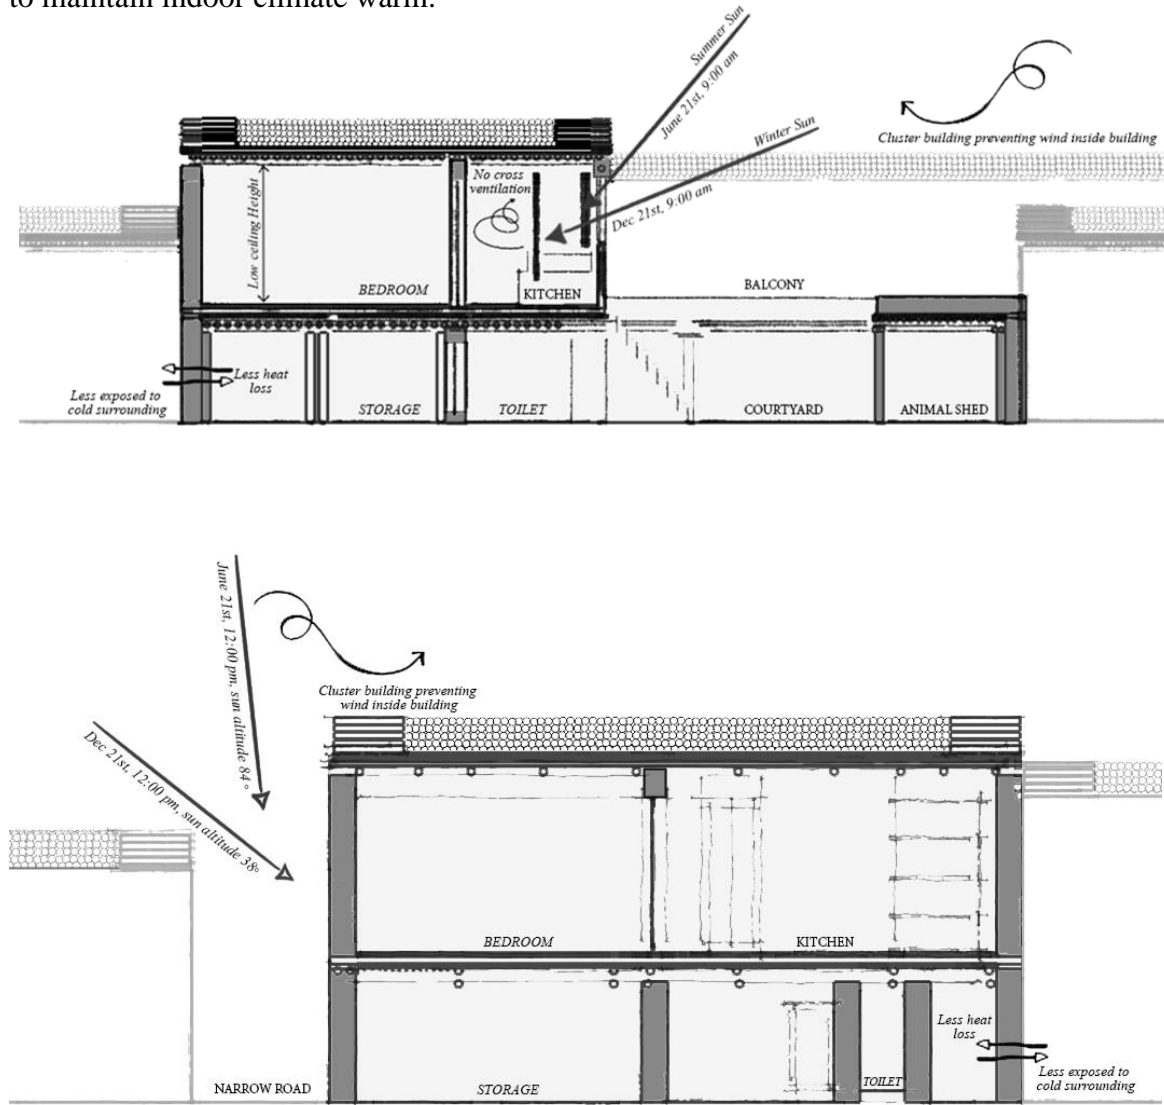 to maintain indoor climate warm.
Summer Sun
June 21st, 9:00 am
Winter Sun
Dec 21st, 9:00 am
Cluster building preventing wind inside building
No cross
ventilation
Low ceiling Height
BEDROOM
KITCHEN
BALCONY
Less heat
loss
Less exposed to
cold surrounding
STORAGE
TOILET
COURTYARD
ANIMAL SHED
June 21st, 12:00 pm, sun altitude 84°
Dec 21st, 12:00 pm, sun altitude 38°
Cluster building preventing
wind inside building
BEDROOM
KITCHEN
Less heat
loss
Less exposed to
cold surrounding
NARROW ROAD
STORAGE
TOILET